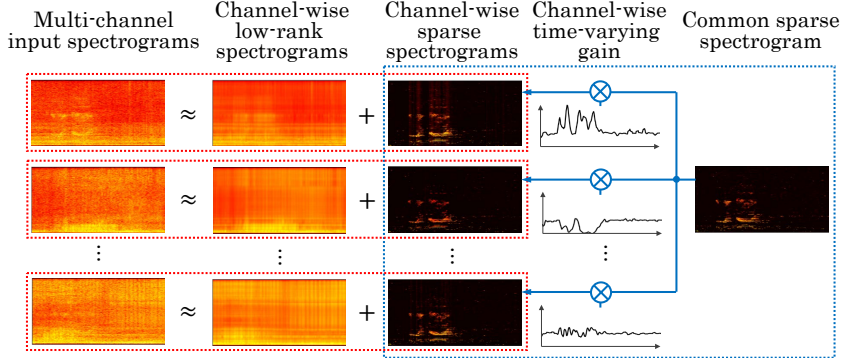 Multi-channel
input spectrograms
Channel-wise
low-rank
spectrograms
Channel-wise
sparse
spectrograms
Channel-wise
time-varying
gain
Common sparse
spectrogram
≈
+
≈
+
⋮
⋮
⋮
⋮
≈
+